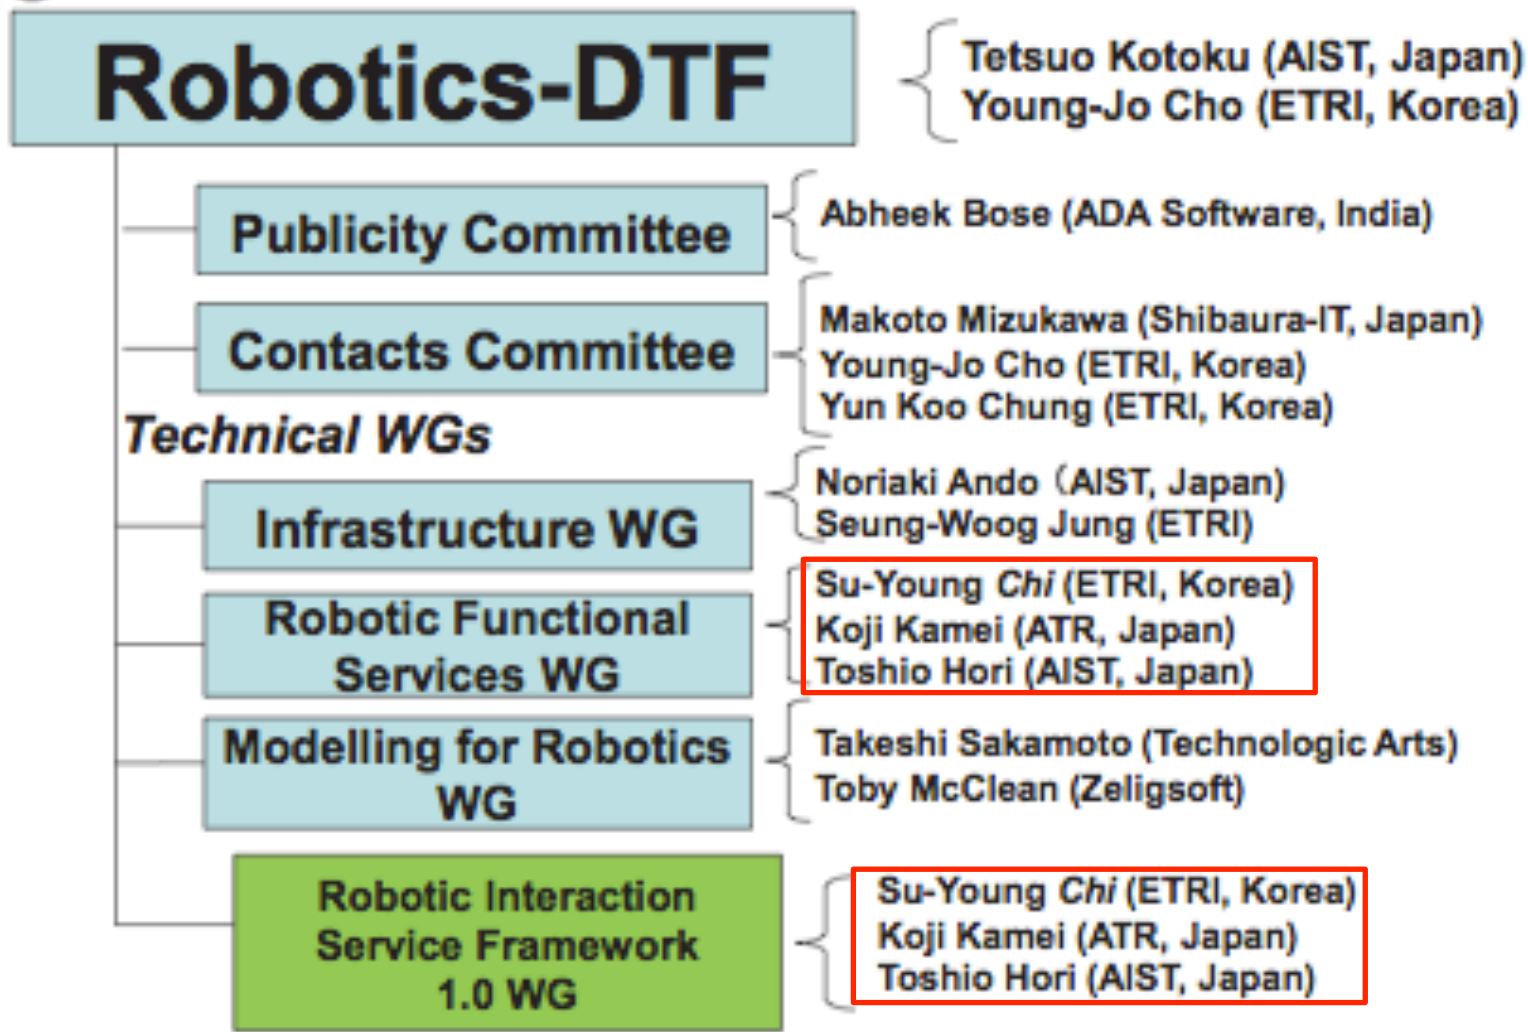 Robotics-DTF
Tetsuo Kotoku (AIST, Japan)
Young-Jo Cho (ETRI, Korea)
Publicity Committee
Abheek Bose (ADA Software, India)
Contacts Committee
Makoto Mizukawa (Shibaura-IT, Japan)
Young-Jo Cho (ETRI, Korea)
Yun Koo Chung (ETRI, Korea)
Technical WGs
Infrastructure WG
Noriaki Ando（AIST, Japan)
Seung-Woog Jung (ETRI)
Robotic Functional
Services WG
Su-Young Chi (ETRI, Korea)
Koji Kamei (ATR, Japan)
Toshio Hori (AIST, Japan)
Modelling for Robotics
WG
Takeshi Sakamoto (Technologic Arts)
Toby McClean (Zeligsoft)
Robotic Interaction
Service Framework
1.0 WG
Su-Young Chi (ETRI, Korea)
Koji Kamei (ATR, Japan)
Toshio Hori (AIST, Japan)